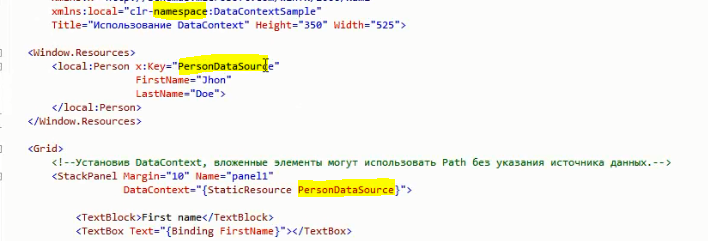 xmlns:local="clr-namespace:DataContextSample"
Title="Использование DataContext" Height="350" Width="525">
<Window.Resources>
<local:Person x:Key="PersonDataSource"
FirstName="Jhon"
LastName="Doe">
</local:Person>
</Window.Resources>
<Grid>
<!--Установив DataContext, вложенные элементы могут использовать Path без указания источника данных.-->
<StackPanel Margin="10" Name="panel1"
DataContext="{StaticResource PersonDataSource}">
<TextBlock>First name</TextBlock>
<TextBox Text="{Binding FirstName}"></TextBox>